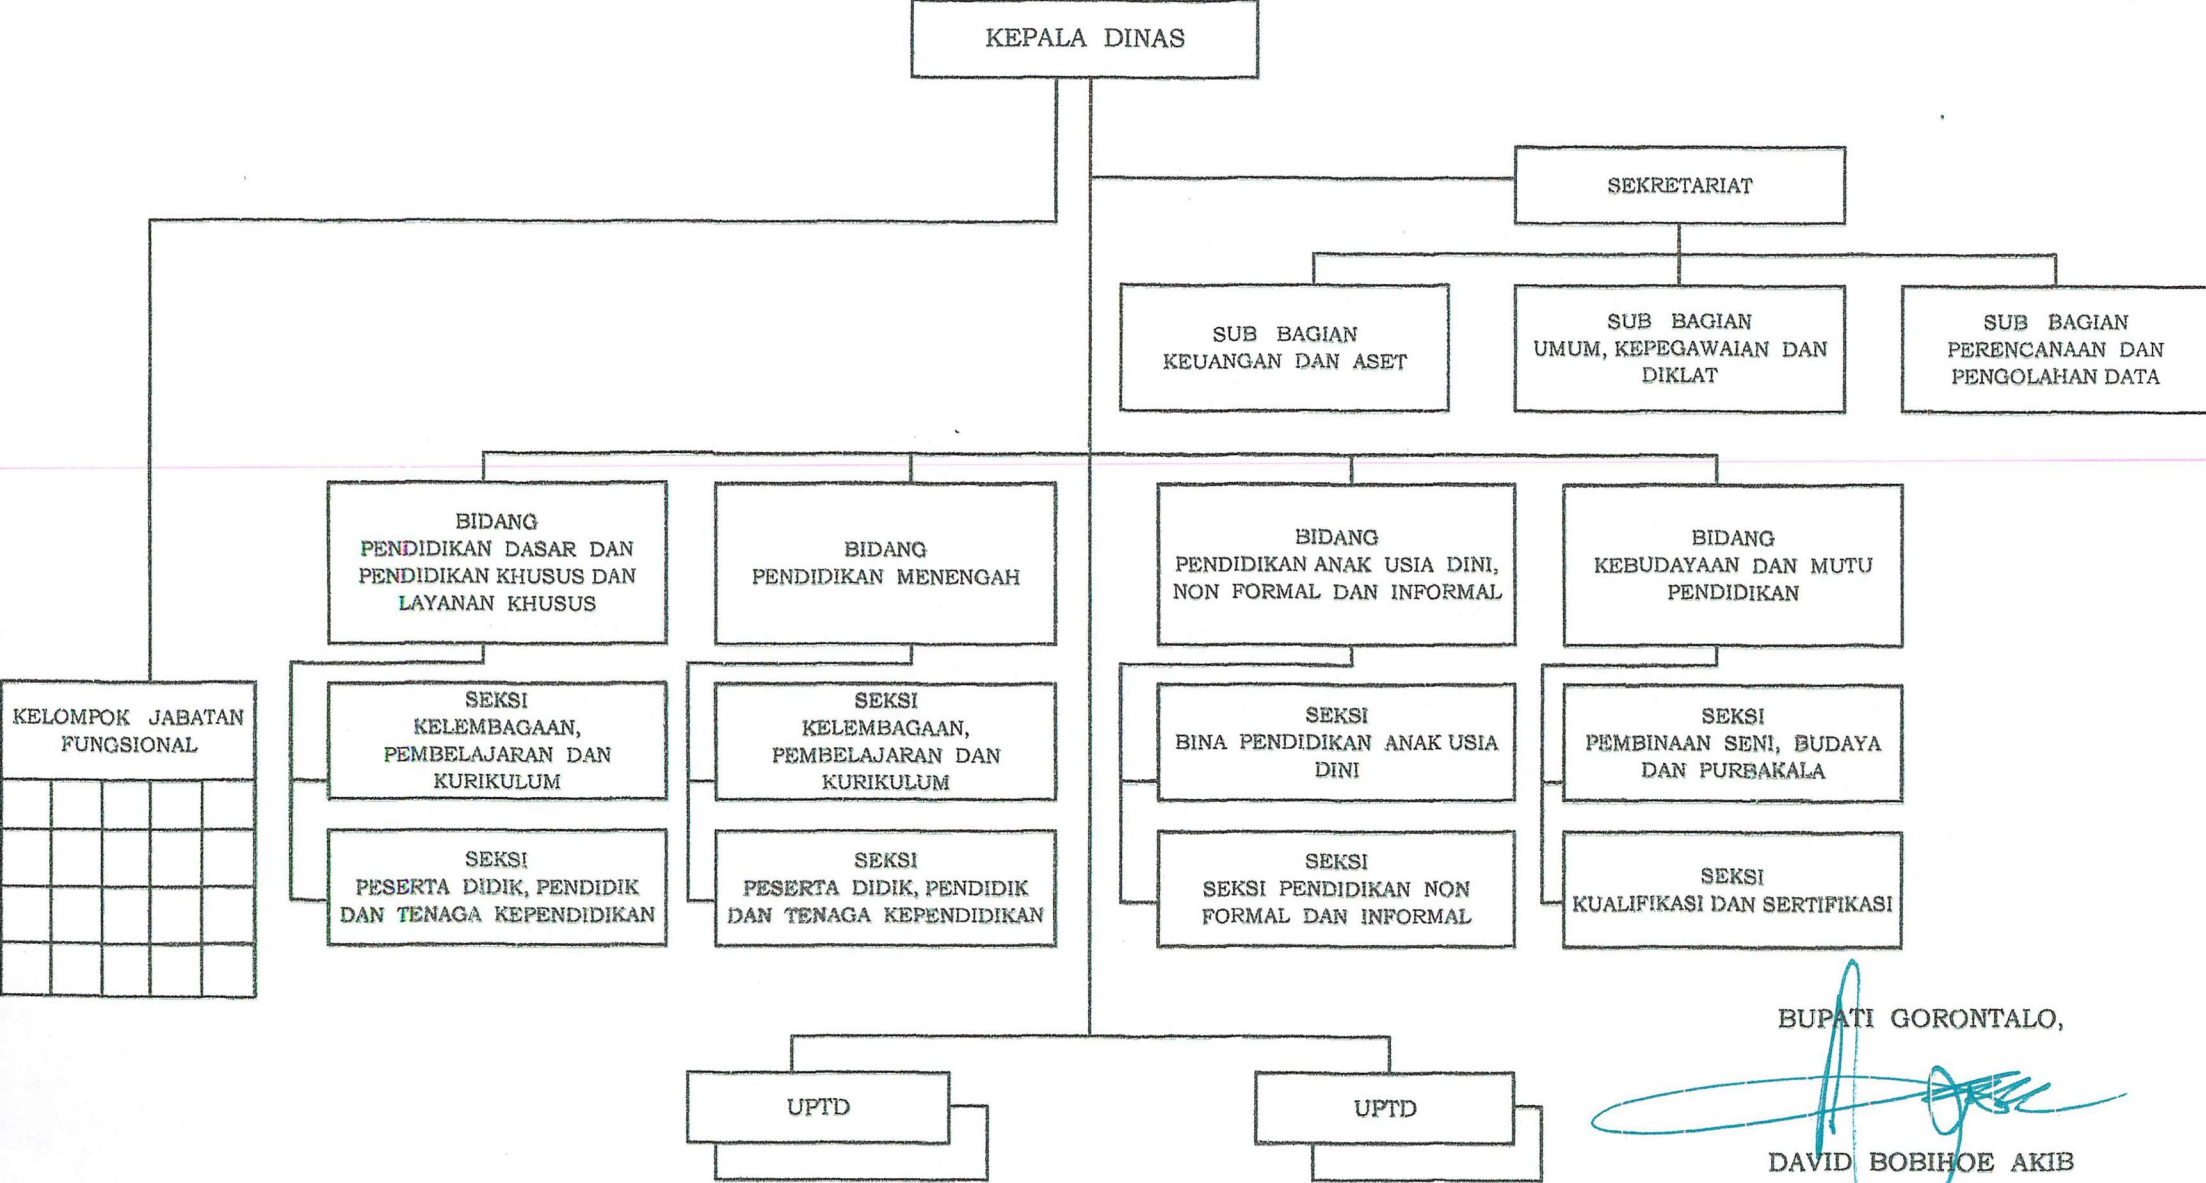 KEPALA DINAS
SEKRETARIAT
SUB BAGIAN
KEUANGAN DAN ASET
SUB BAGIAN
UMUM, KEPEGAWAIAN DAN
DIKLAT
SUB BAGIAN
PERENCANAAN DAN
PENGOLAHAN DATA
BIDANG
PENDIDIKAN DASAR DAN
PENDIDIKAN KHUSUS DAN
LAYANAN KHUSUS
BIDANG
PENDIDIKAN MENENGAH
BIDANG
PENDIDIKAN ANAK USIA DINI,
NON FORMAL DAN INFORMAL
BIDANG
KEBUDAYAAN DAN MUTU
PENDIDIKAN
KELOMPOK JABATAN
FUNGSIONAL
SEKSI
KELEMBAGAAN,
PEMBELAJARAN DAN
KURIKULUM
SEKSI
KELEMBAGAAN,
PEMBELAJARAN DAN
KURIKULUM
SEKSI
BINA PENDIDIKAN ANAK USIA
DINI
SEKSI
PEMBINAAN SENI, BUDAYA
DAN PURBAKALA
SEKSI
PESERTA DIDIK, PENDIDIK
DAN TENAGA KEPENDIDIKAN
SEKSI
PESERTA DIDIK, PENDIDIK
DAN TENAGA KEPENDIDIKAN
SEKSI
SEKSI PENDIDIKAN NON
FORMAL DAN INFORMAL
SEKSI
KUALIFIKASI DAN SERTIFIKASI
UPTD
UPTD
BUPATI GORONTALO,
DAVID BOBIHOE AKIB